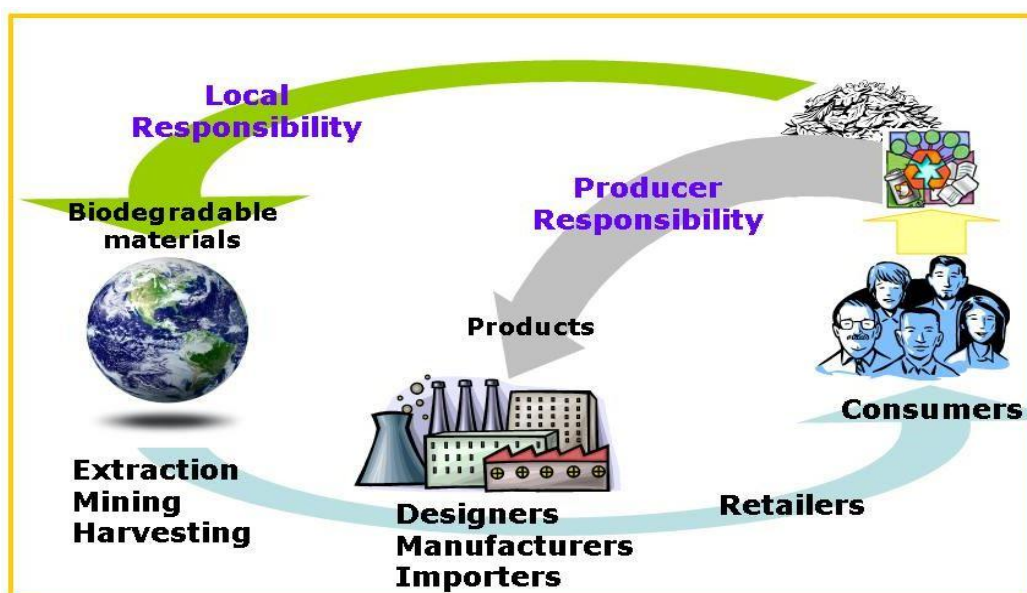 Local
Responsibility
Producer
Responsibility
Biodegradable
materials
Products
Consumers
Extraction
Mining
Harvesting
Designers
Manufacturers
Importers
Retailers